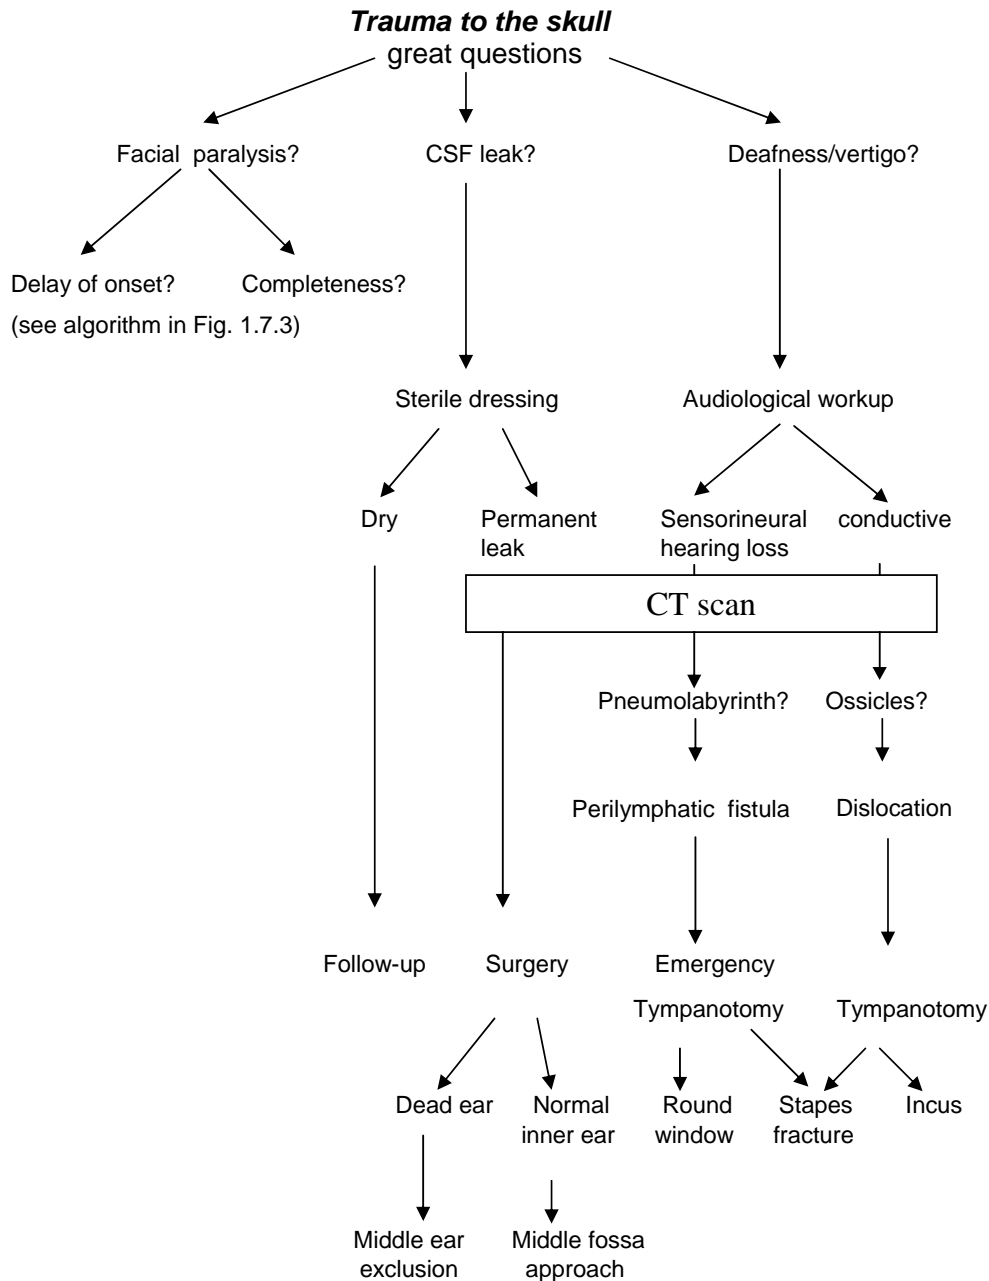 Trauma to the skull
great questions
Facial paralysis?
CSF leak?
Deafness/vertigo?
Delay of onset?
Completeness?
(see algorithm in Fig. 1.7.3)
Sterile dressing
Audiological workup
Dry
Permanent
leak
Sensorineural
hearing loss
conductive
CT scan
Pneumolabyrinth?
Ossicles?
Perilymphatic fistula
Dislocation
Follow-up
Surgery
Emergency
Tympanotomy
Tympanotomy
Dead ear
Normal
inner ear
Round
window
Stapes
fracture
Incus
Middle ear
exclusion
Middle fossa
approach